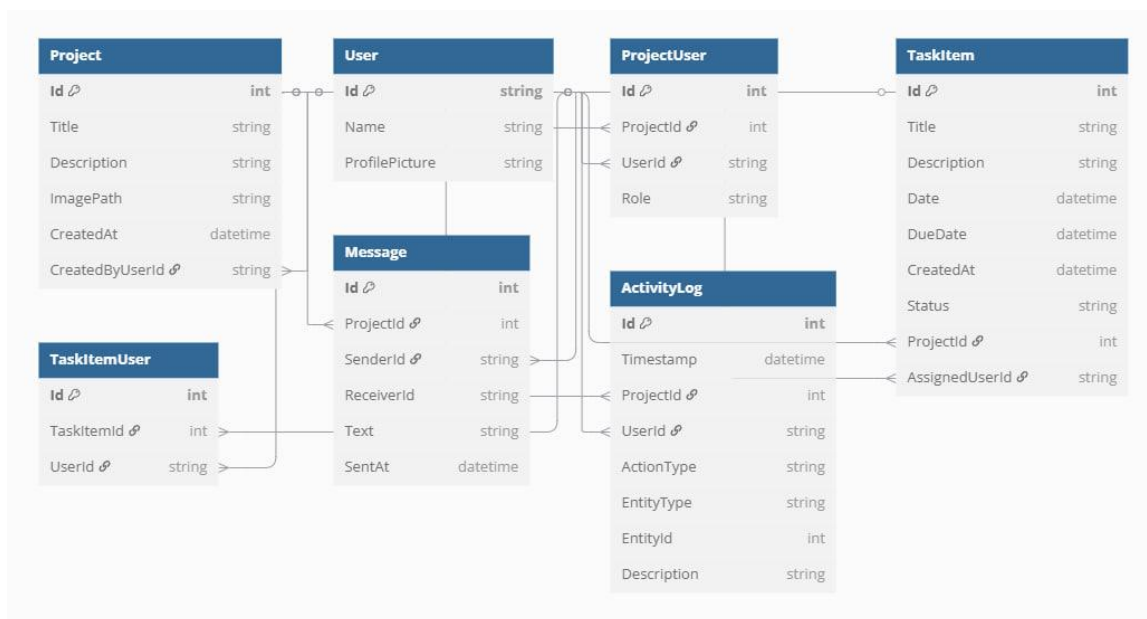 Project
Id int
Title string
Description string
ImagePath string
CreatedAt datetime
CreatedByUserId string
User
Id string
Name string
ProfilePicture string
ProjectUser
Id int
ProjectId int
UserId string
Role string
TaskItem
Id int
Title string
Description string
Date datetime
DueDate datetime
CreatedAt datetime
Status string
ProjectId int
AssignedUserId string
Message
Id int
ProjectId int
SenderId string
ReceiverId string
Text string
SentAt datetime
ActivityLog
Id int
Timestamp datetime
ProjectId int
UserId string
ActionType string
EntityType string
EntityId int
Description string
TaskItemUser
Id int
TaskItemId int
UserId string